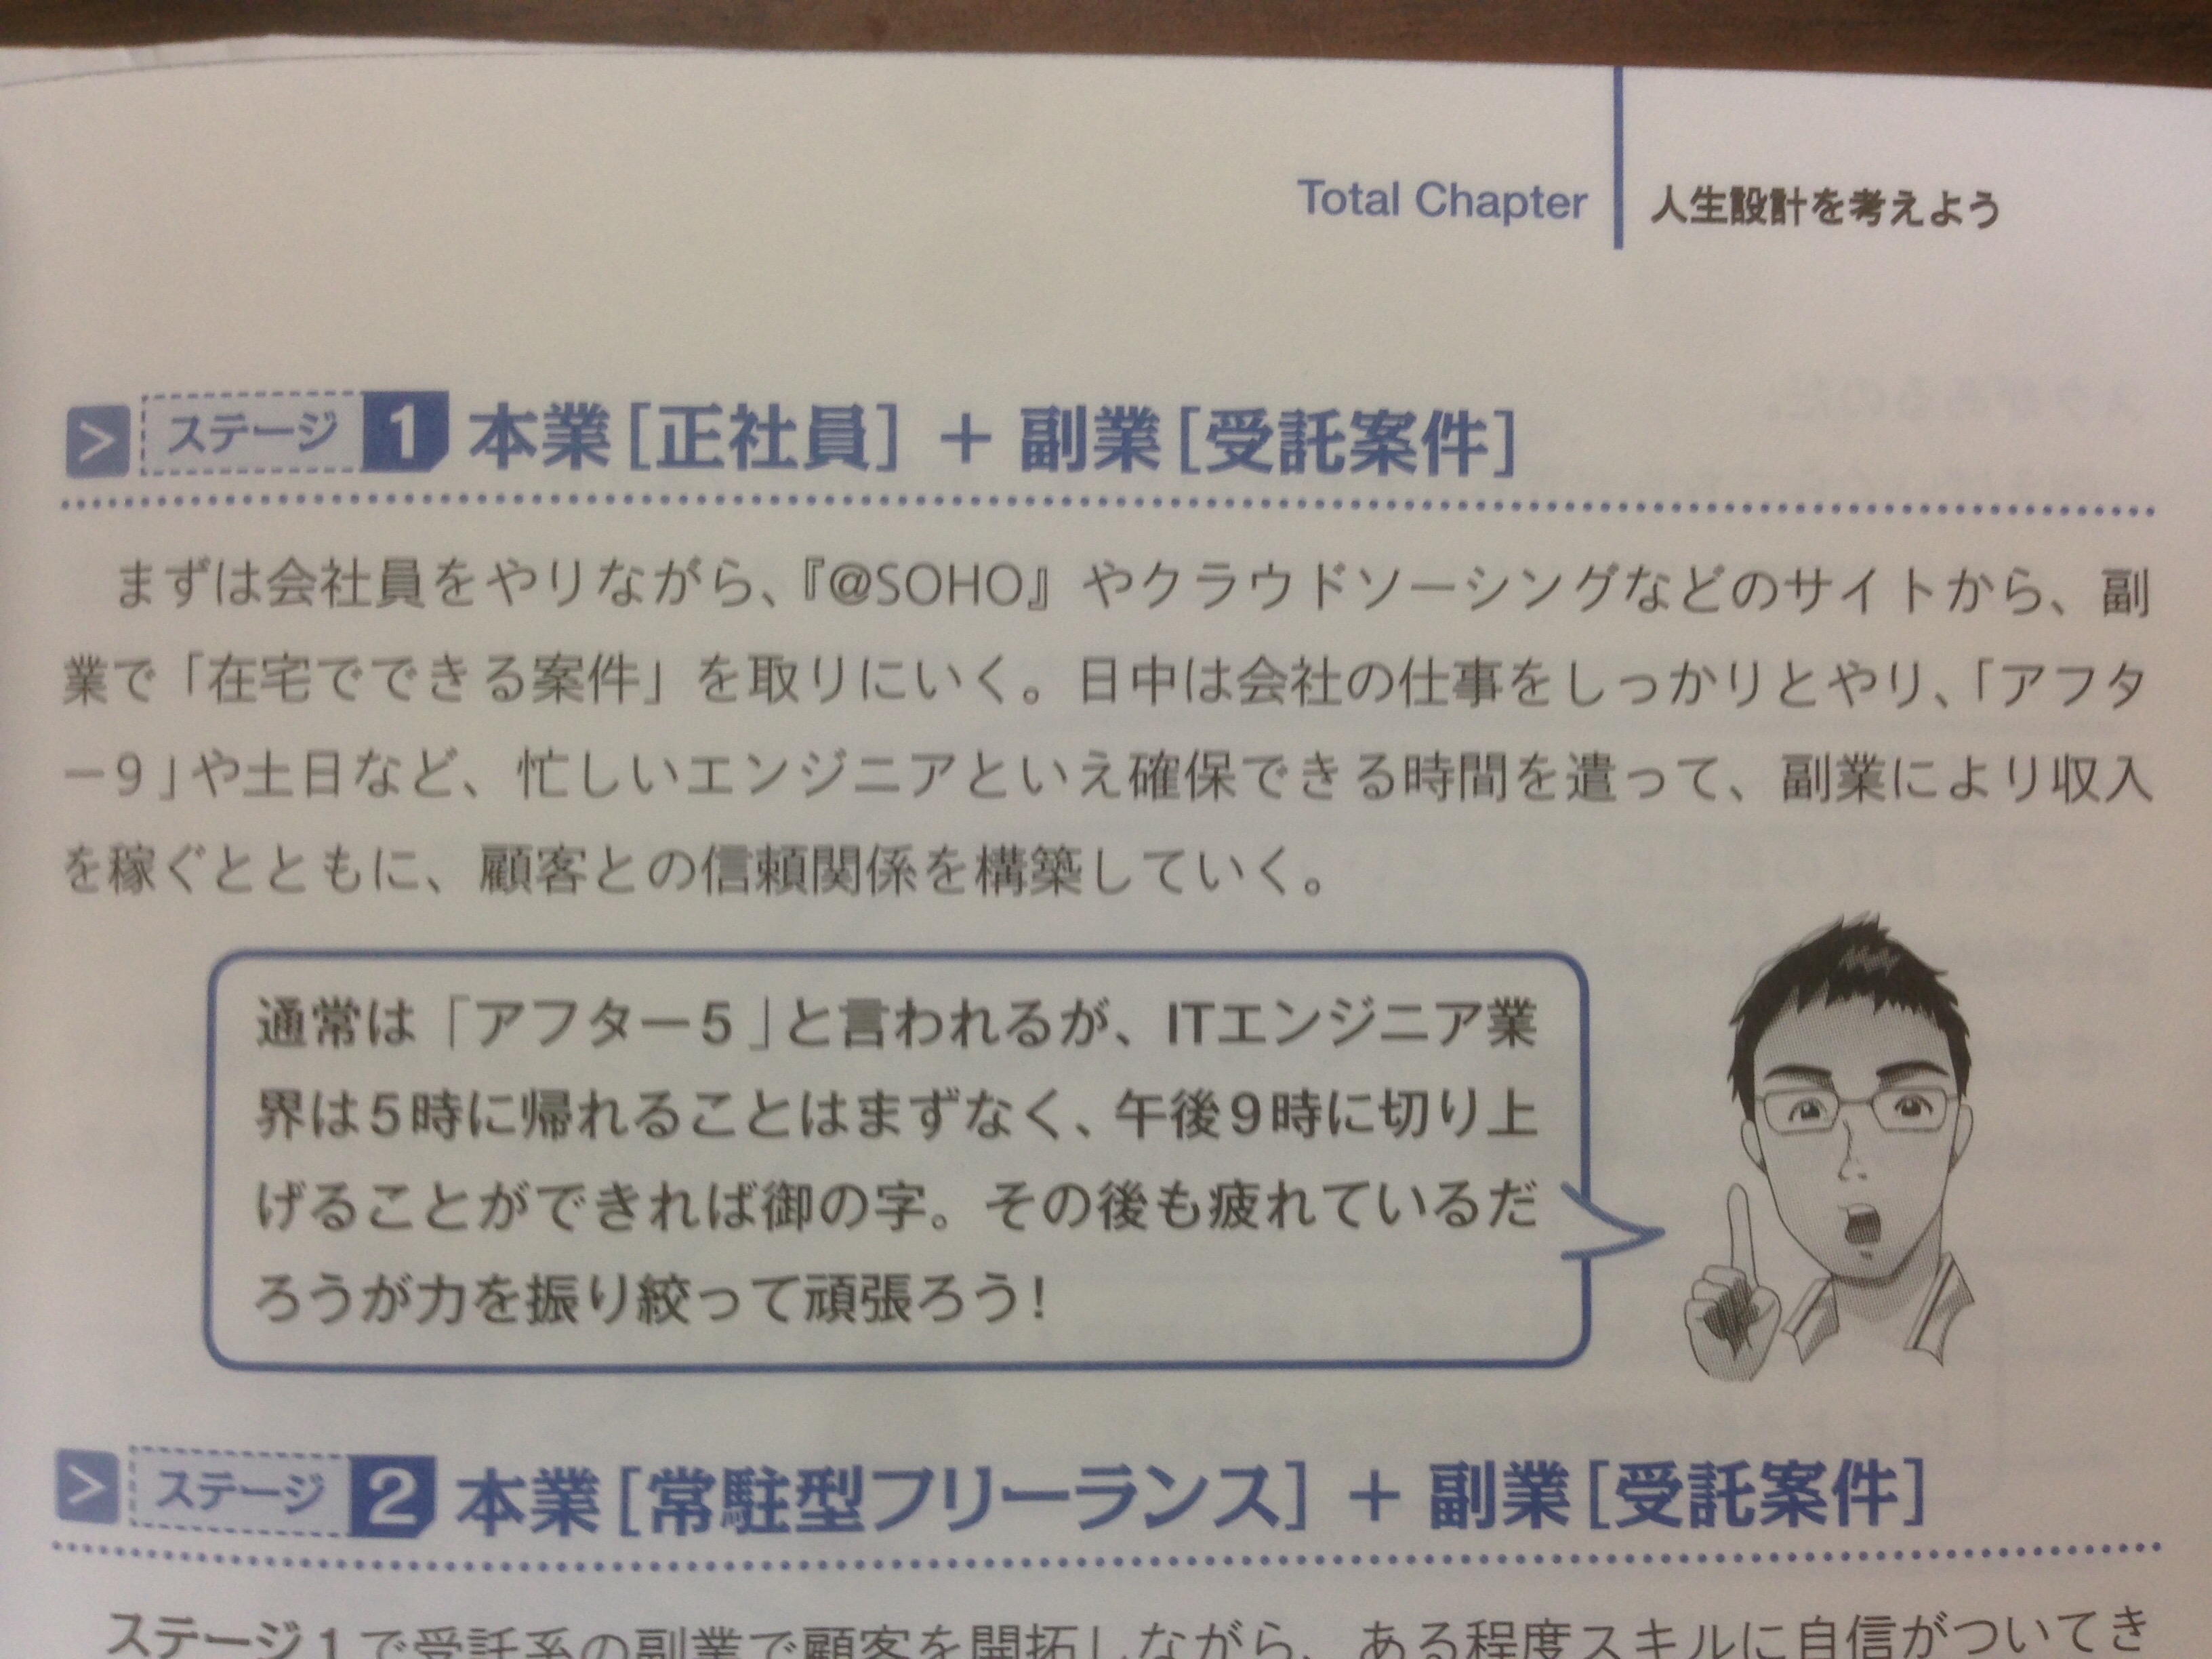 Total Chapter 人生設計を考えよう
> ステージ 1 本業[正社員] + 副業[受託案件]
まずは会社員をやりながら、『@SOHO』やクラウドソーシングなどのサイトから、副
業で「在宅でできる案件」を取りにいく。日中は会社の仕事をしっかりとやり、「アフタ
ー9」や土日など、忙しいエンジニアといえ確保できる時間を遣って、副業により収入
を稼ぐとともに、顧客との信頼関係を構築していく。
通常は「アフター5」と言われるが、ITエンジニア業
界は5時に帰れることはまずなく、午後9時に切り上
げることができれば御の字。その後も疲れているだ
ろうが力を振り絞って頑張ろう!
> ステージ 2 本業[常駐型フリーランス] + 副業[受託案件]
ステージ1で受託系の副業で顧客を開拓しながら、ある程度スキルに自信がついてき